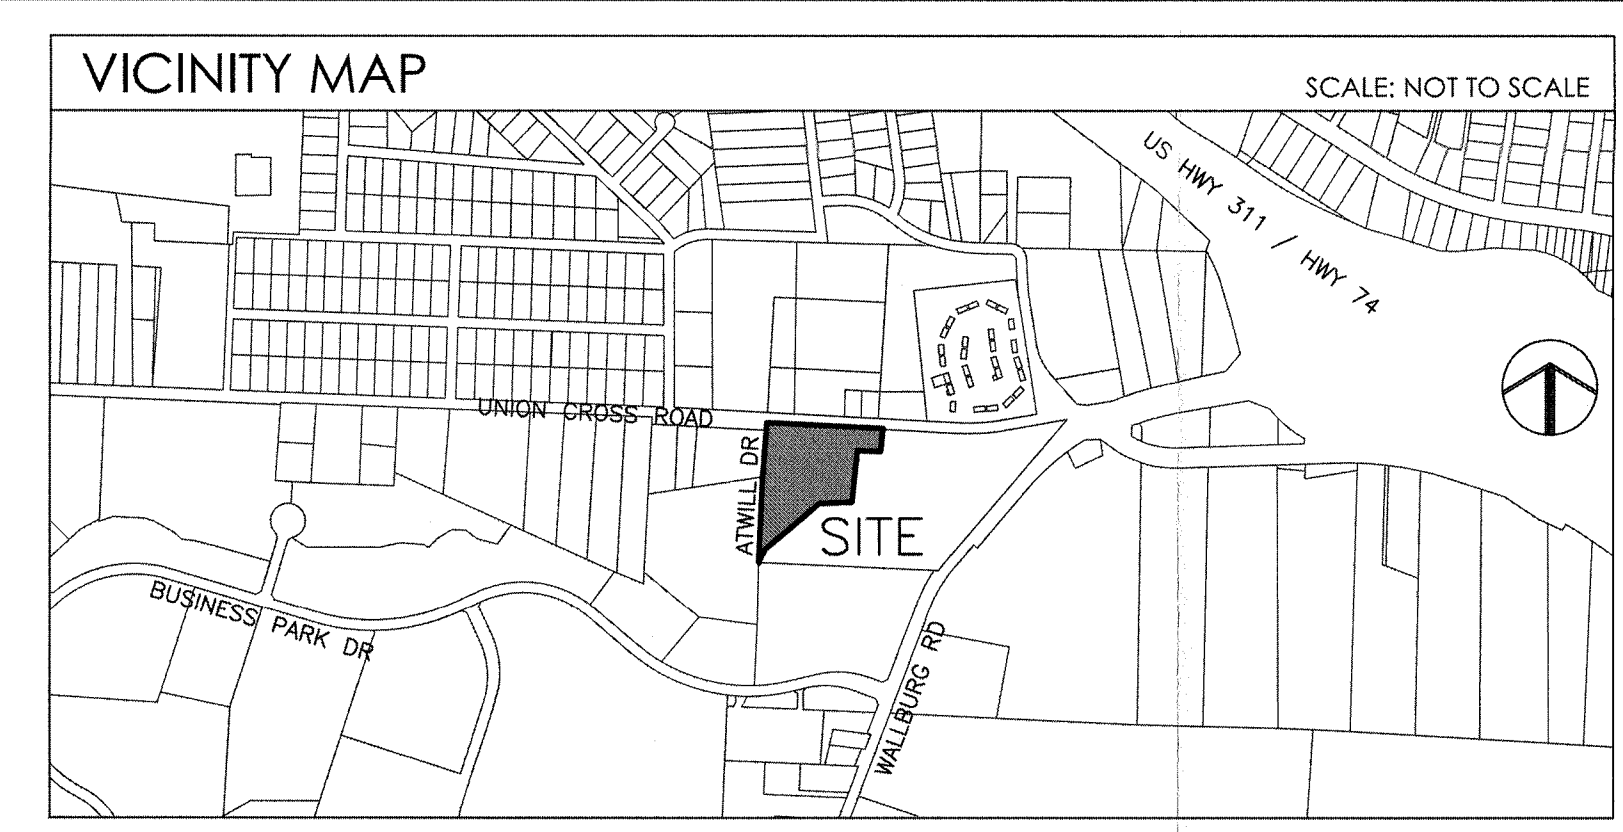 VICINITY MAP
SCALE: NOT TO SCALE
US HWY 311 / HWY 74
UNION CROSS ROAD
ATWILL DR
SITE
BUSINESS PARK DR
WALLBURG RD